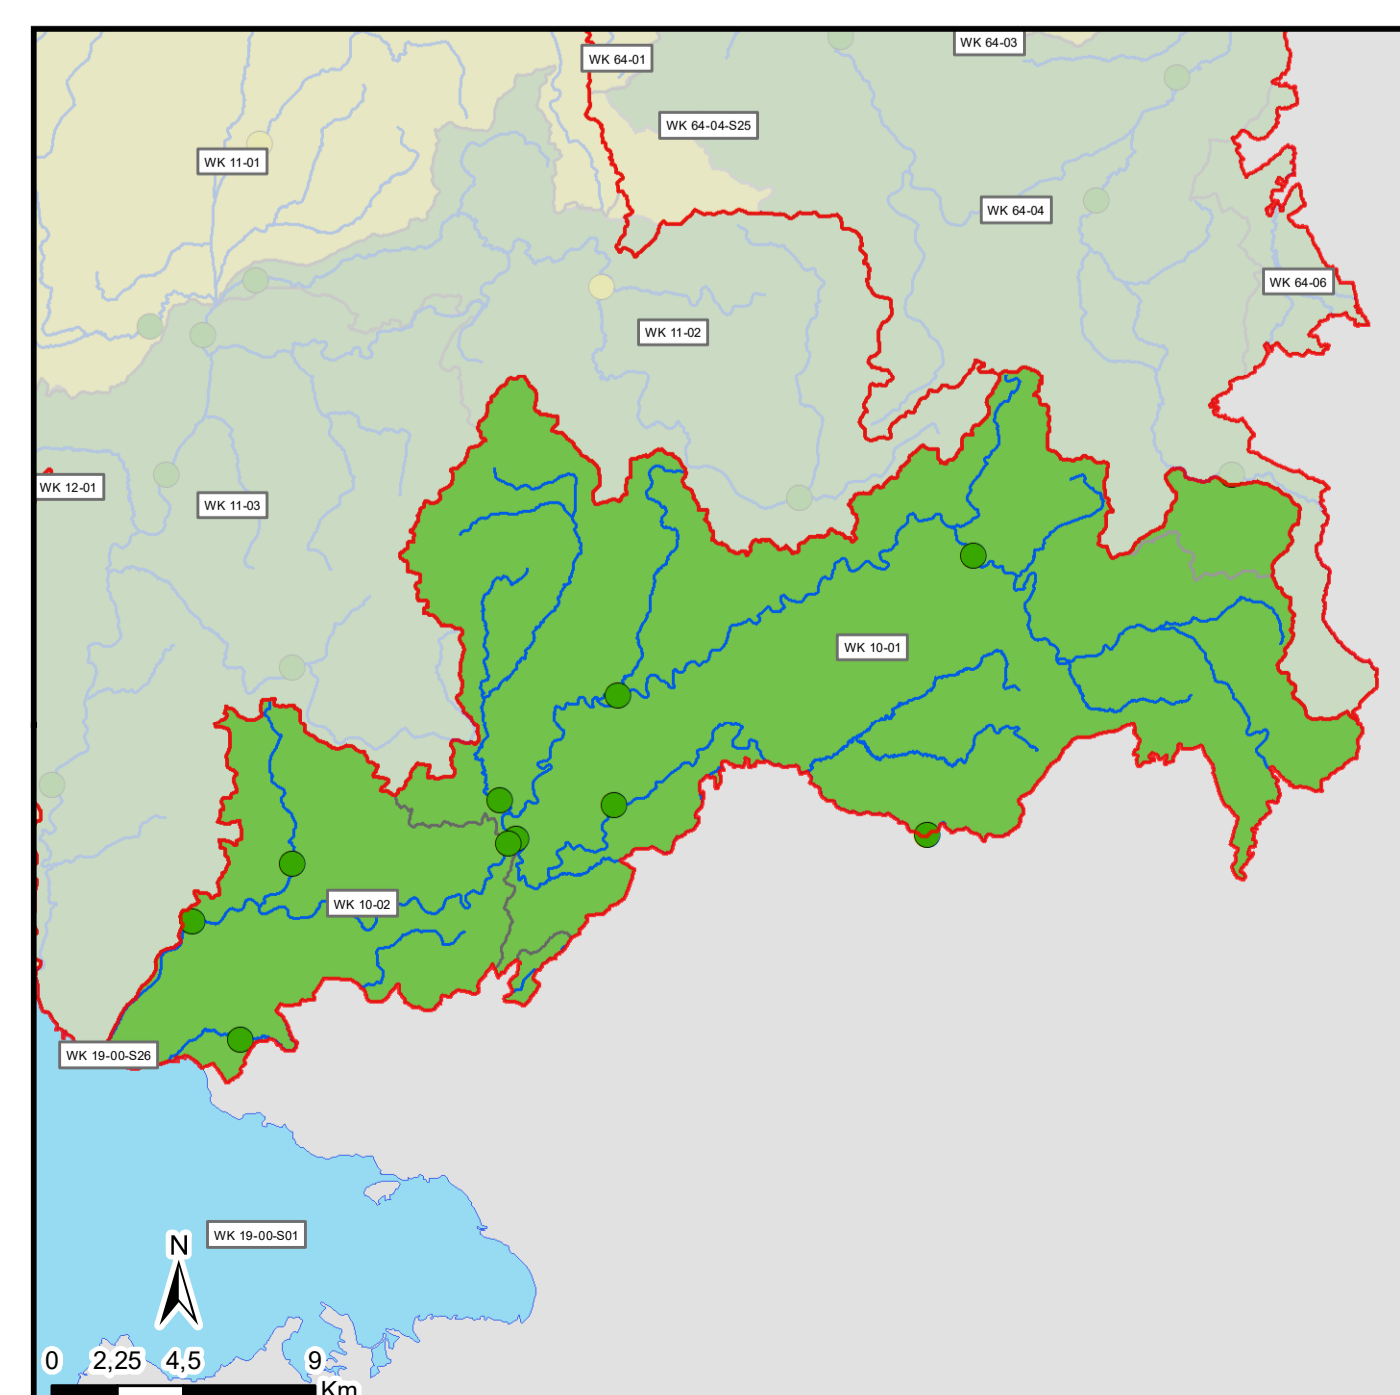 WK 64-03
WK 64-01
WK 64-04-S25
WK 11-01
WK 64-04
WK 64-06
WK 11-02
WK 12-01
WK 11-03
WK 10-01
WK 10-02
WK 19-00-S26
WK 19-00-S01
N
0 2,25 4,5 9
Km